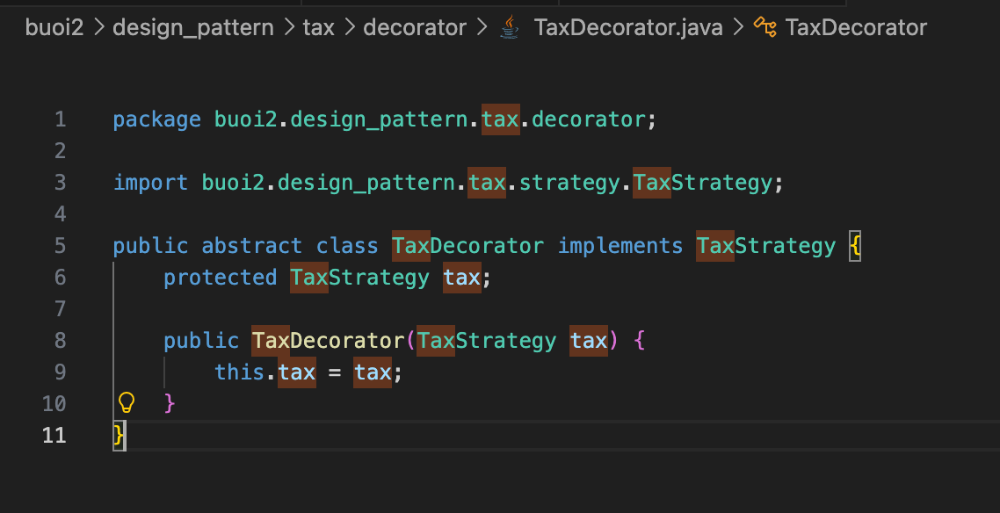 buoi2 > design_pattern > tax > decorator > TaxDecorator.java > TaxDecorator
1 package buoi2.design_pattern.tax.decorator;
2
3 import buoi2.design_pattern.tax.strategy.TaxStrategy;
4
5 public abstract class TaxDecorator implements TaxStrategy {
6     protected TaxStrategy tax;
7
8     public TaxDecorator(TaxStrategy tax) {
9         this.tax = tax;
10     }
11 }